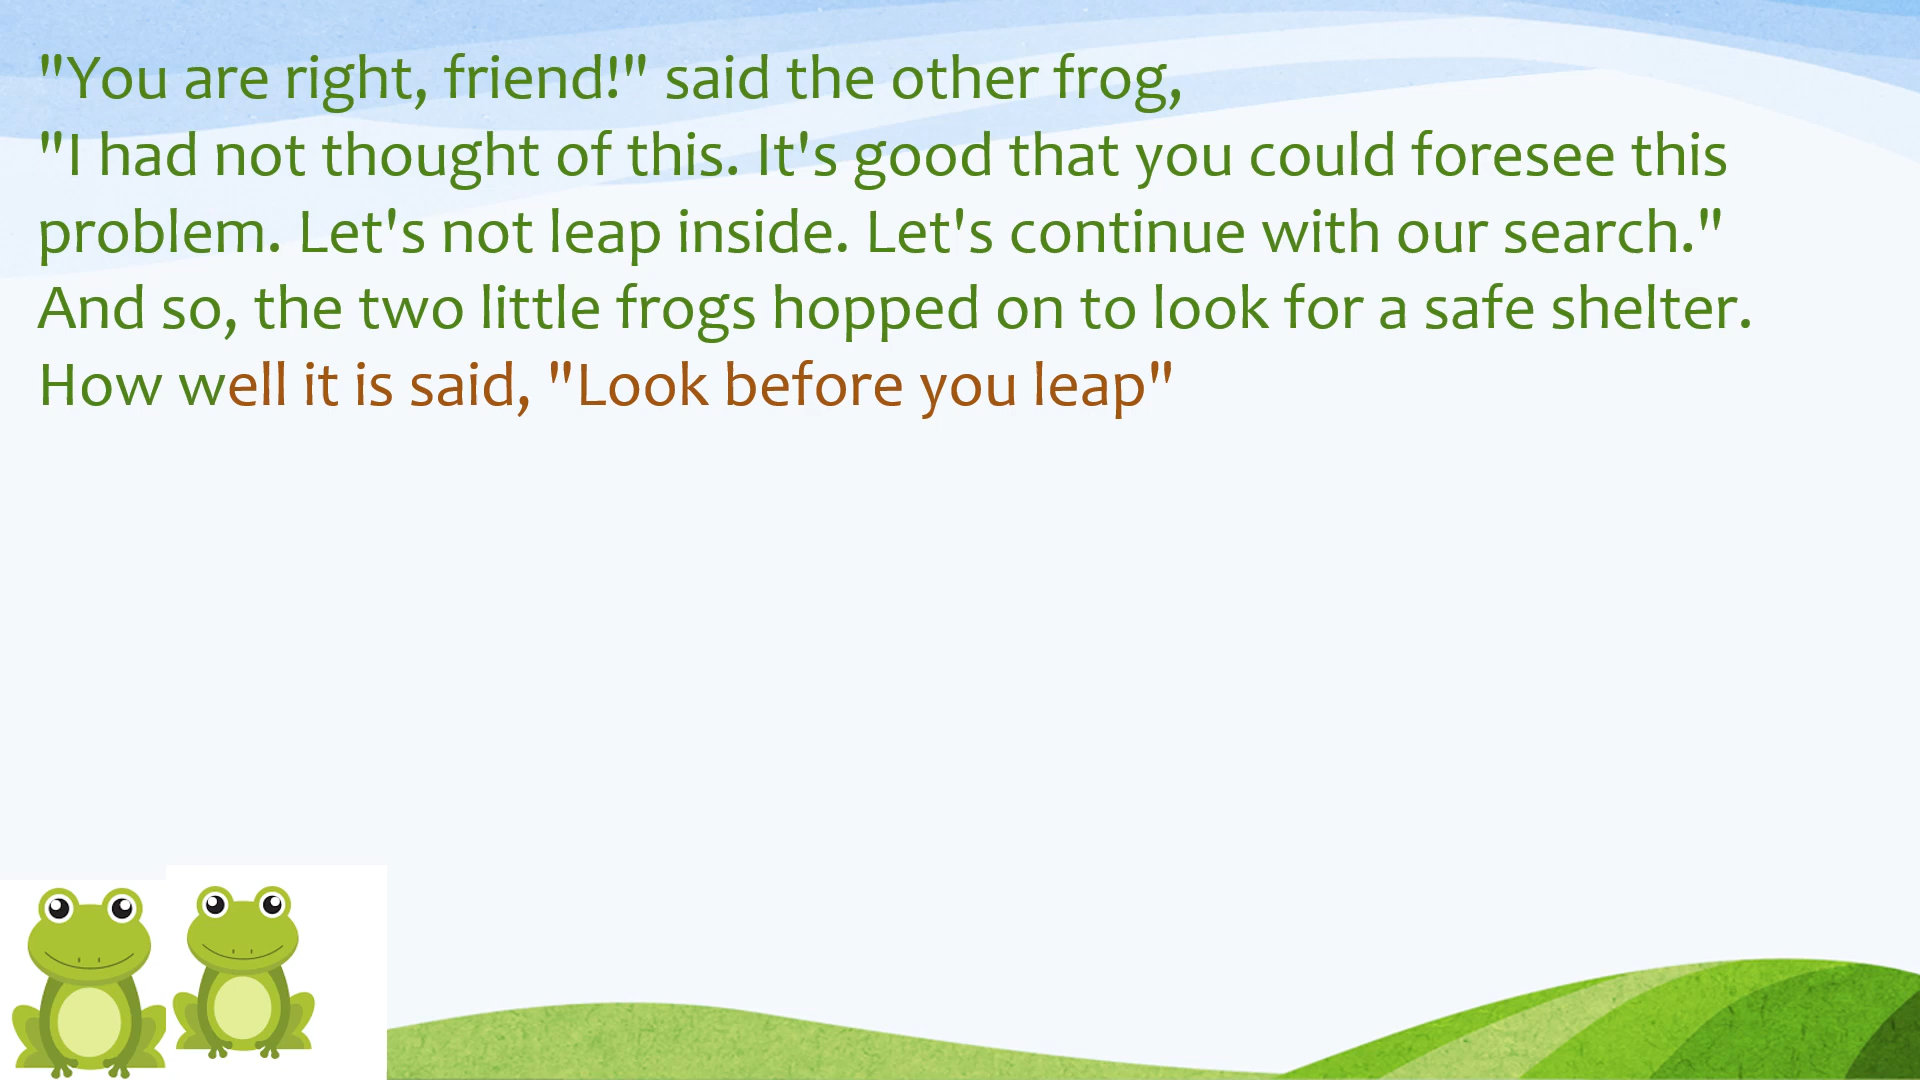 "You are right, friend!" said the other frog,
"I had not thought of this. It's good that you could foresee this
problem. Let's not leap inside. Let's continue with our search."
And so, the two little frogs hopped on to look for a safe shelter.
How well it is said, "Look before you leap"